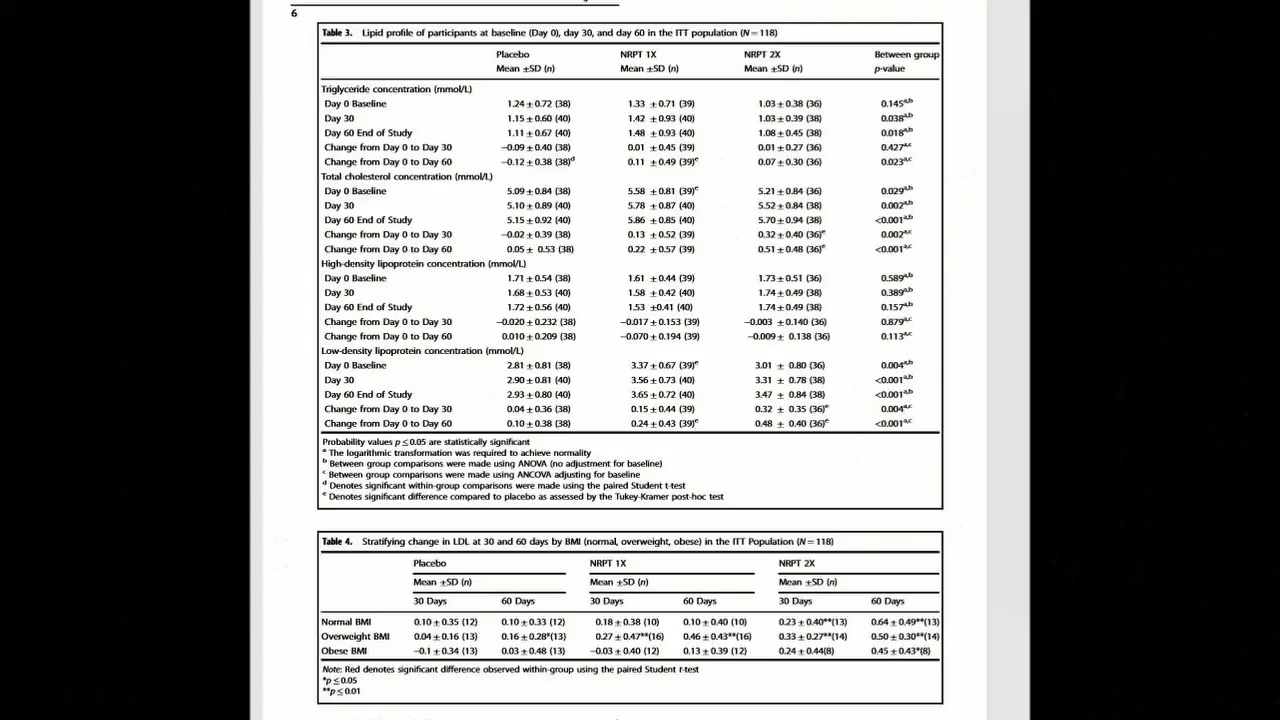 6
Table 3. Lipid profile of participants at baseline (Day 0), day 30, and day 60 in the ITT population (N=118)
Placebo NRPT 1X NRPT 2X Between group
Mean ±SD (n) Mean ±SD (n) Mean ±SD (n) p-value
Triglyceride concentration (mmol/L)
Day 0 Baseline 1.24±0.72 (38) 1.33 ±0.71 (39) 1.03±0.38 (36) 0.145a,b
Day 30 1.15±0.60 (40) 1.42 ±0.93 (40) 1.03±0.39 (38) 0.038a,b
Day 60 End of Study 1.11±0.67 (40) 1.48 ±0.93 (40) 1.08±0.45 (38) 0.018a,b
Change from Day 0 to Day 30 −0.09±0.40 (38) 0.01 ±0.45 (39) 0.01±0.27 (36) 0.427a,c
Change from Day 0 to Day 60 −0.12±0.38 (38)d 0.11 ±0.49 (39)e 0.07±0.30 (36) 0.023a,c
Total cholesterol concentration (mmol/L)
Day 0 Baseline 5.09±0.84 (38) 5.58 ±0.81 (39)e 5.21±0.84 (36) 0.029a,b
Day 30 5.10±0.89 (40) 5.78 ±0.87 (40) 5.52±0.84 (38) 0.002a,b
Day 60 End of Study 5.15±0.92 (40) 5.86 ±0.85 (40) 5.70±0.94 (38) <0.001a,b
Change from Day 0 to Day 30 −0.02±0.39 (38) 0.13 ±0.52 (39) 0.32±0.40 (36)e 0.002a,c
Change from Day 0 to Day 60 0.05± 0.53 (38) 0.22 ±0.57 (39) 0.51±0.48 (36)e <0.001a,c
High-density lipoprotein concentration (mmol/L)
Day 0 Baseline 1.71±0.54 (38) 1.61 ±0.44 (39) 1.73±0.51 (36) 0.589a,b
Day 30 1.68±0.53 (40) 1.58 ±0.42 (40) 1.74±0.49 (38) 0.389a,b
Day 60 End of Study 1.72±0.56 (40) 1.53 ±0.41 (40) 1.74±0.49 (38) 0.157a,b
Change from Day 0 to Day 30 −0.020±0.232 (38) −0.017±0.153 (39) −0.003 ±0.140 (36) 0.879a,c
Change from Day 0 to Day 60 0.010±0.209 (38) −0.070±0.194 (39) −0.009± 0.138 (36) 0.113a,c
Low-density lipoprotein concentration (mmol/L)
Day 0 Baseline 2.81±0.81 (38) 3.37±0.67 (39)e 3.01 ± 0.80 (36) 0.004a,b
Day 30 2.90±0.81 (40) 3.56±0.73 (40) 3.31 ± 0.78 (38) <0.001a,b
Day 60 End of Study 2.93±0.80 (40) 3.65±0.72 (40) 3.47 ± 0.84 (38) <0.001a,b
Change from Day 0 to Day 30 0.04±0.36 (38) 0.15±0.44 (39) 0.32 ± 0.35 (36)e 0.004a,c
Change from Day 0 to Day 60 0.10±0.38 (38) 0.24±0.43 (39)e 0.48 ± 0.40 (36)e <0.001a,c
Probability values p≤0.05 are statistically significant
a The logarithmic transformation was required to achieve normality
b Between group comparisons were made using ANOVA (no adjustment for baseline)
c Between group comparisons were made using ANCOVA adjusting for baseline
d Denotes significant within-group comparisons were made using the paired Student t-test
e Denotes significant difference compared to placebo as assessed by the Tukey-Kramer post-hoc test
Table 4. Stratifying change in LDL at 30 and 60 days by BMI (normal, overweight, obese) in the ITT Population (N=118)
Placebo NRPT 1X NRPT 2X
Mean ±SD (n) Mean ±SD (n) Mean ±SD (n)
30 Days 60 Days 30 Days 60 Days 30 Days 60 Days
Normal BMI 0.10±0.35 (12) 0.10±0.33 (12) 0.18±0.38 (10) 0.10±0.40 (10) 0.23±0.40**(13) 0.64±0.49**(13)
Overweight BMI 0.04±0.16 (13) 0.16±0.28*(13) 0.27±0.47**(16) 0.46±0.43**(16) 0.33±0.27**(14) 0.50±0.30**(14)
Obese BMI −0.1±0.34 (13) 0.03±0.48 (13) −0.03±0.40 (12) 0.13±0.39 (12) 0.24±0.44(8) 0.45±0.43*(8)
Note: Red denotes significant difference observed within-group using the paired Student t-test
*p≤0.05
**p≤0.01